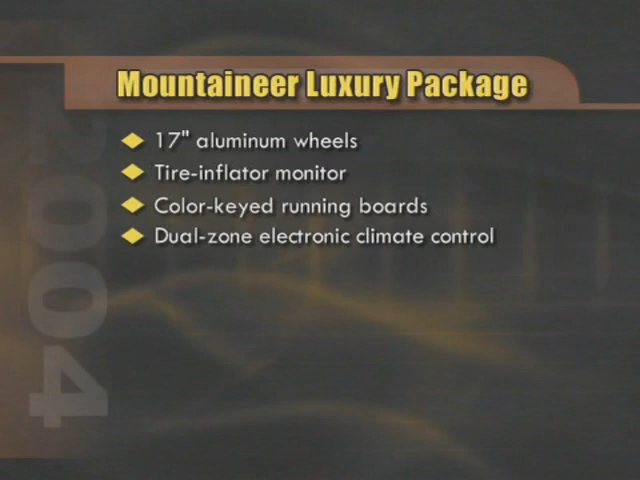 Mountaineer Luxury Package
17" aluminum wheels
Tire-inflator monitor
Color-keyed running boards
Dual-zone electronic climate control
2004